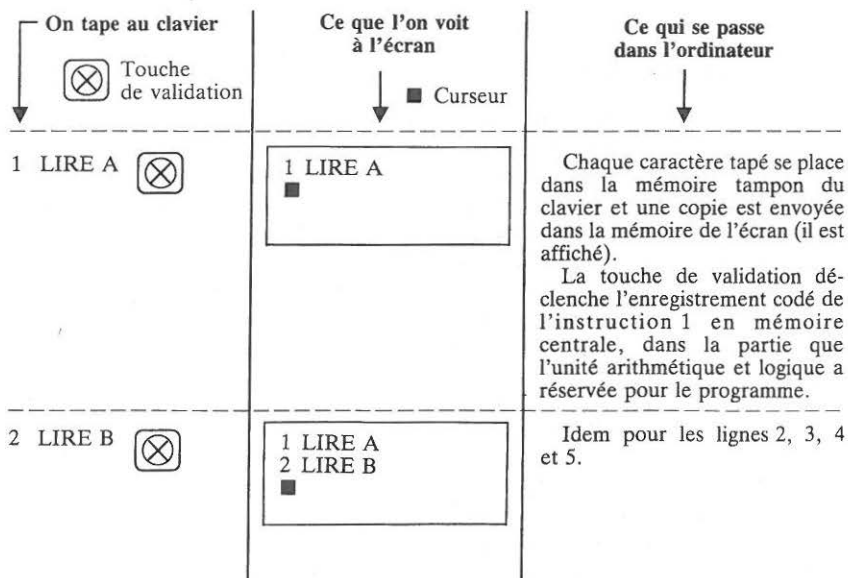 On tape au clavier
Touche
de validation
Ce que l'on voit
à l'écran
Curseur
Ce qui se passe
dans l'ordinateur
1 LIRE A
1 LIRE A
Chaque caractère tapé se place
dans la mémoire tampon du
clavier et une copie est envoyée
dans la mémoire de l'écran (il est
affiché).
La touche de validation dé-
clenche l'enregistrement codé de
l'instruction 1 en mémoire
centrale, dans la partie que
l'unité arithmétique et logique a
réservée pour le programme.
2 LIRE B
1 LIRE A
2 LIRE B
Idem pour les lignes 2, 3, 4
et 5.